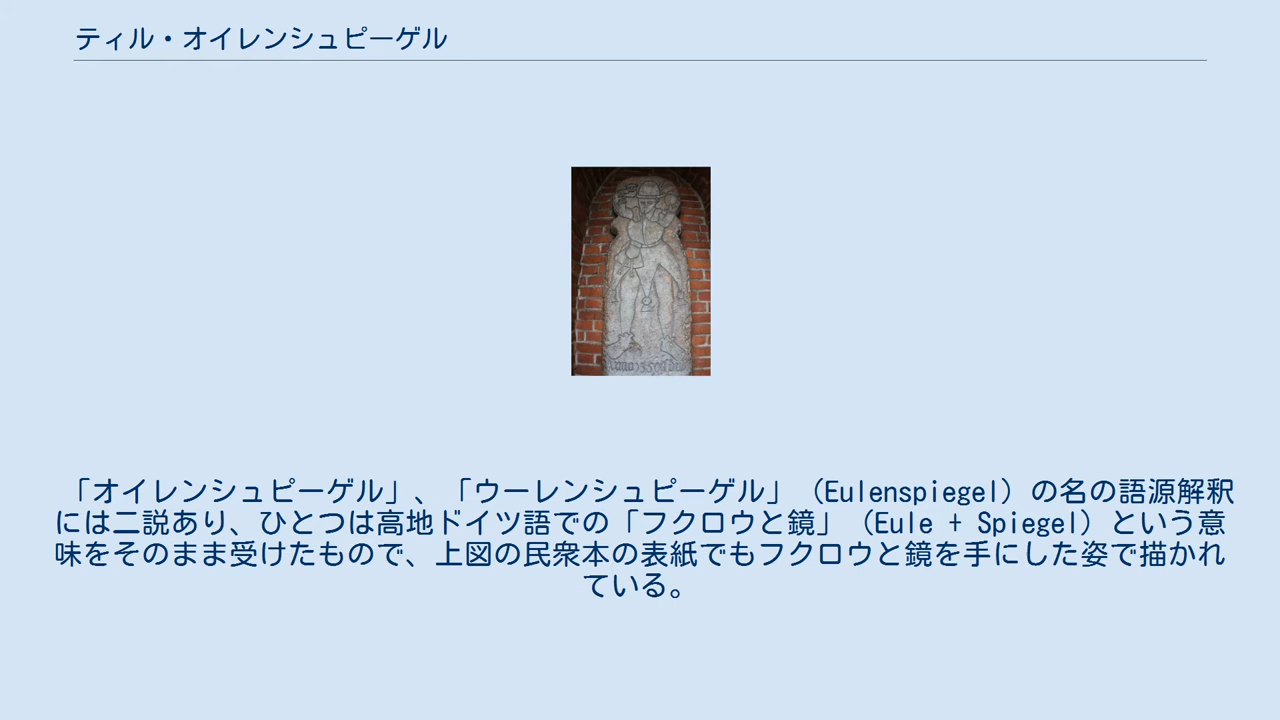 ティル・オイレンシュピーゲル
「オイレンシュピーゲル」、「ウーレンシュピーゲル」（Eulenspiegel）の名の語源解釈
には二説あり、ひとつは高地ドイツ語での「フクロウと鏡」（Eule + Spiegel）という意
味をそのまま受けたもので、上図の民衆本の表紙でもフクロウと鏡を手にした姿で描かれ
ている。